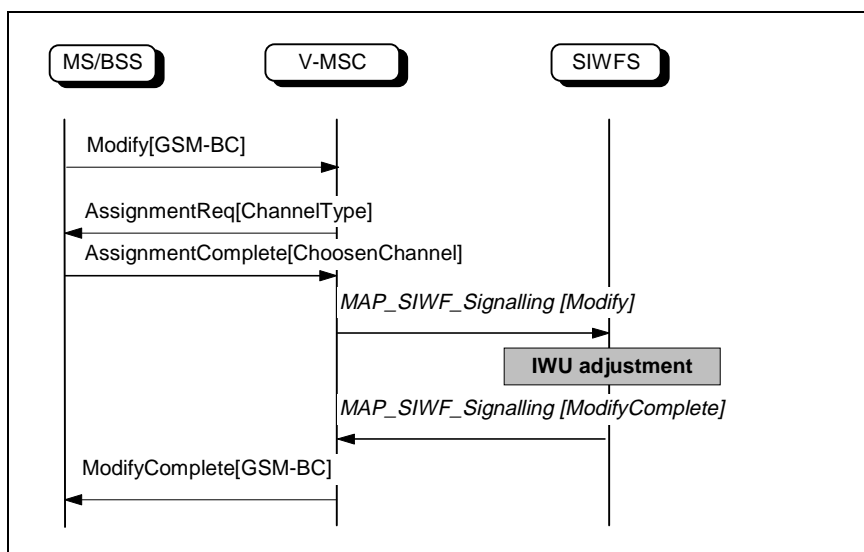 MS/BSS
V-MSC
SIWFS
Modify[GSM-BC]
AssignmentReq[ChannelType]
AssignmentComplete[ChoosenChannel]
MAP_SIWF_Signalling [Modify]
IWU adjustment
MAP_SIWF_Signalling [ModifyComplete]
ModifyComplete[GSM-BC]